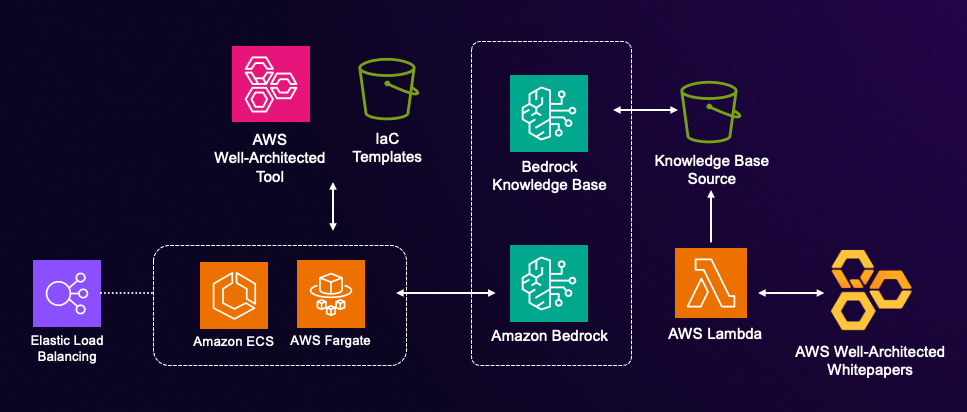 AWS
Well-Architected
Tool
IaC
Templates
Bedrock
Knowledge Base
Knowledge Base
Source
Elastic Load
Balancing
Amazon ECS
AWS Fargate
Amazon Bedrock
AWS Lambda
AWS Well-Architected
Whitepapers